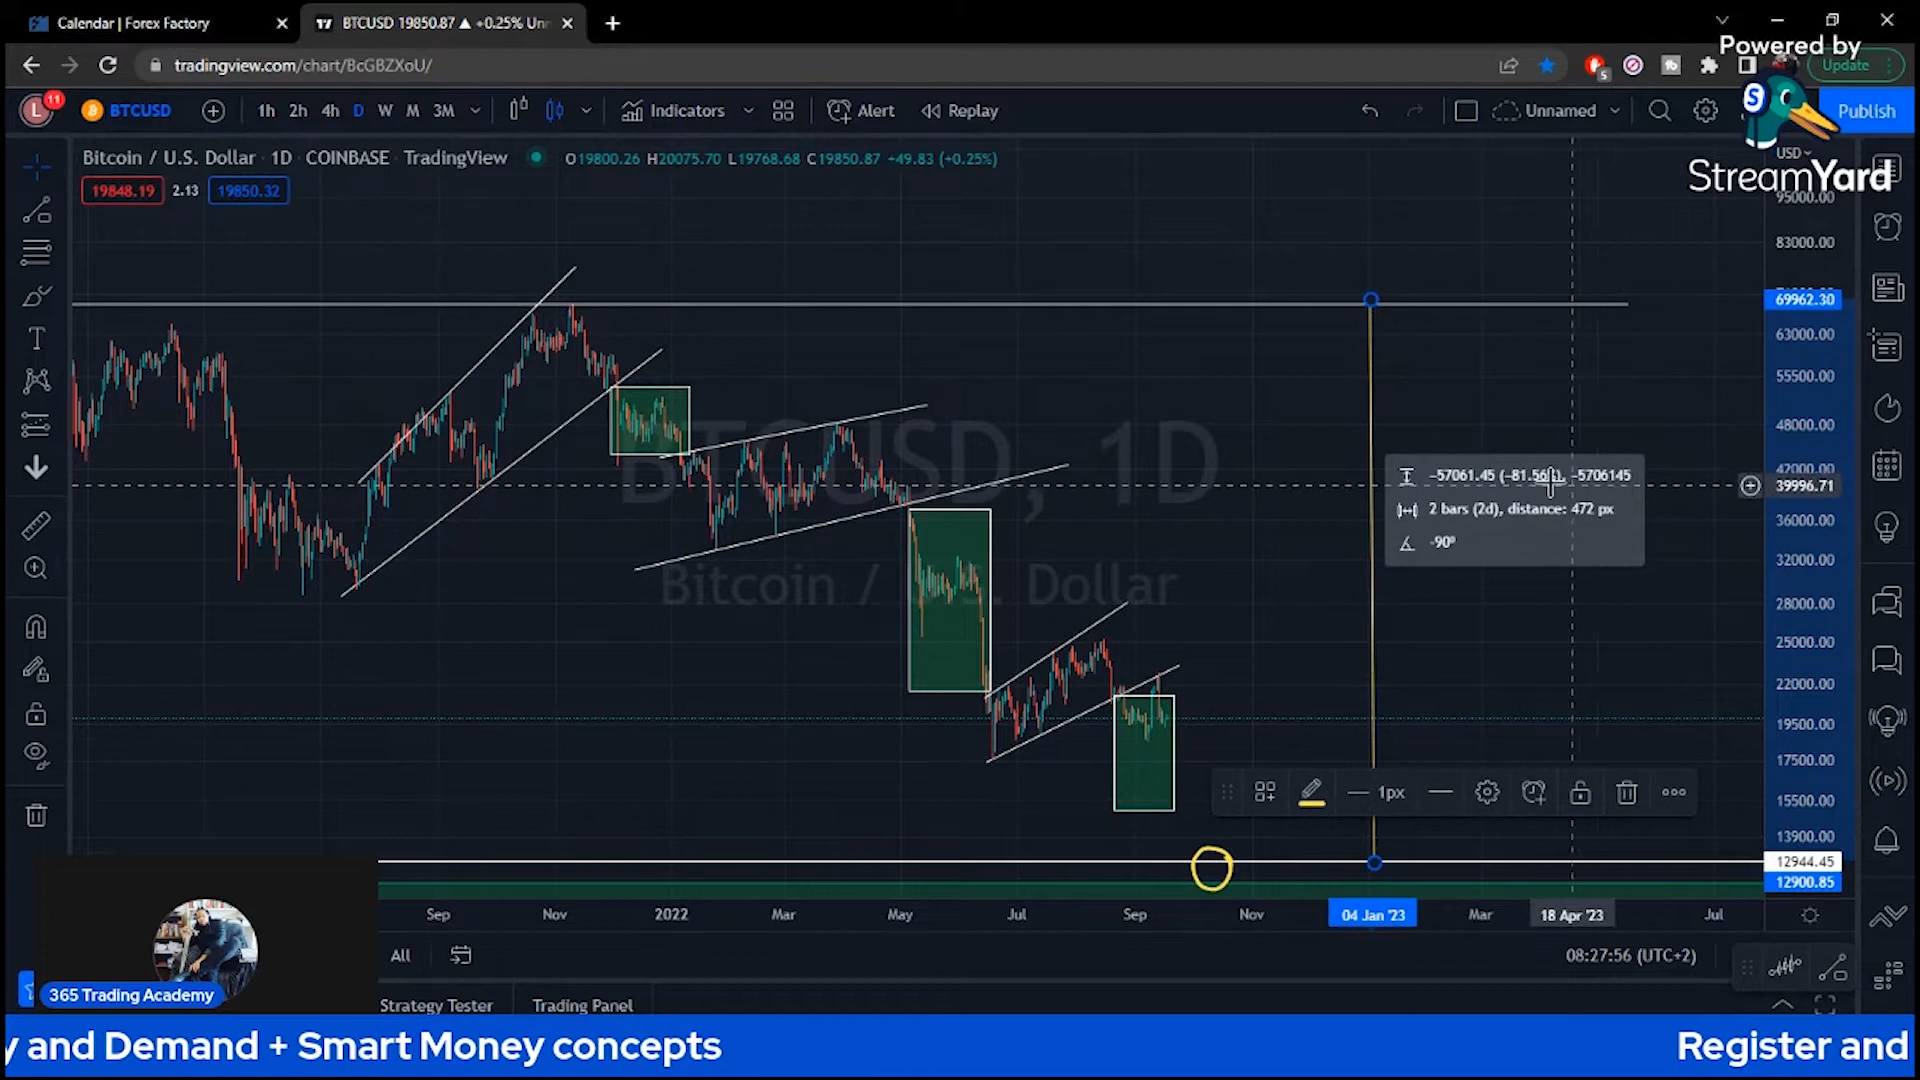 Calendar | Forex Factory
BTCUSD 19850.87 ▲ +0.25% Unn
Powered by
tradingview.com/chart/BcGBZXoU/
5
Update
L 11 BTCUSD 1h 2h 4h D W M 3M Indicators Alert Replay Unnamed Publish
S
StreamYard
Bitcoin / U.S. Dollar · 1D · COINBASE · TradingView O19800.26 H20075.70 L19768.68 C19850.87 +49.83 (+0.25%)
USD
19848.19 2.13 19850.32
95000.00
83000.00
69962.30
63000.00
55500.00
48000.00
42000.00
39996.71
36000.00
32000.00
28000.00
25000.00
22000.00
19500.00
17500.00
15500.00
13900.00
12944.45
12900.85
BTCUSD, 1D
Bitcoin / U.S. Dollar
-57061.45 -5706145
2 bars (2d), distance: 472 px
-90°
1px
Sep Nov 2022 Mar May Jul Sep Nov 04 Jan '23 Mar 18 Apr '23 Jul
All 08:27:56 (UTC+2)
365 Trading Academy
Strategy Tester Trading Panel
y and Demand + Smart Money concepts Register and